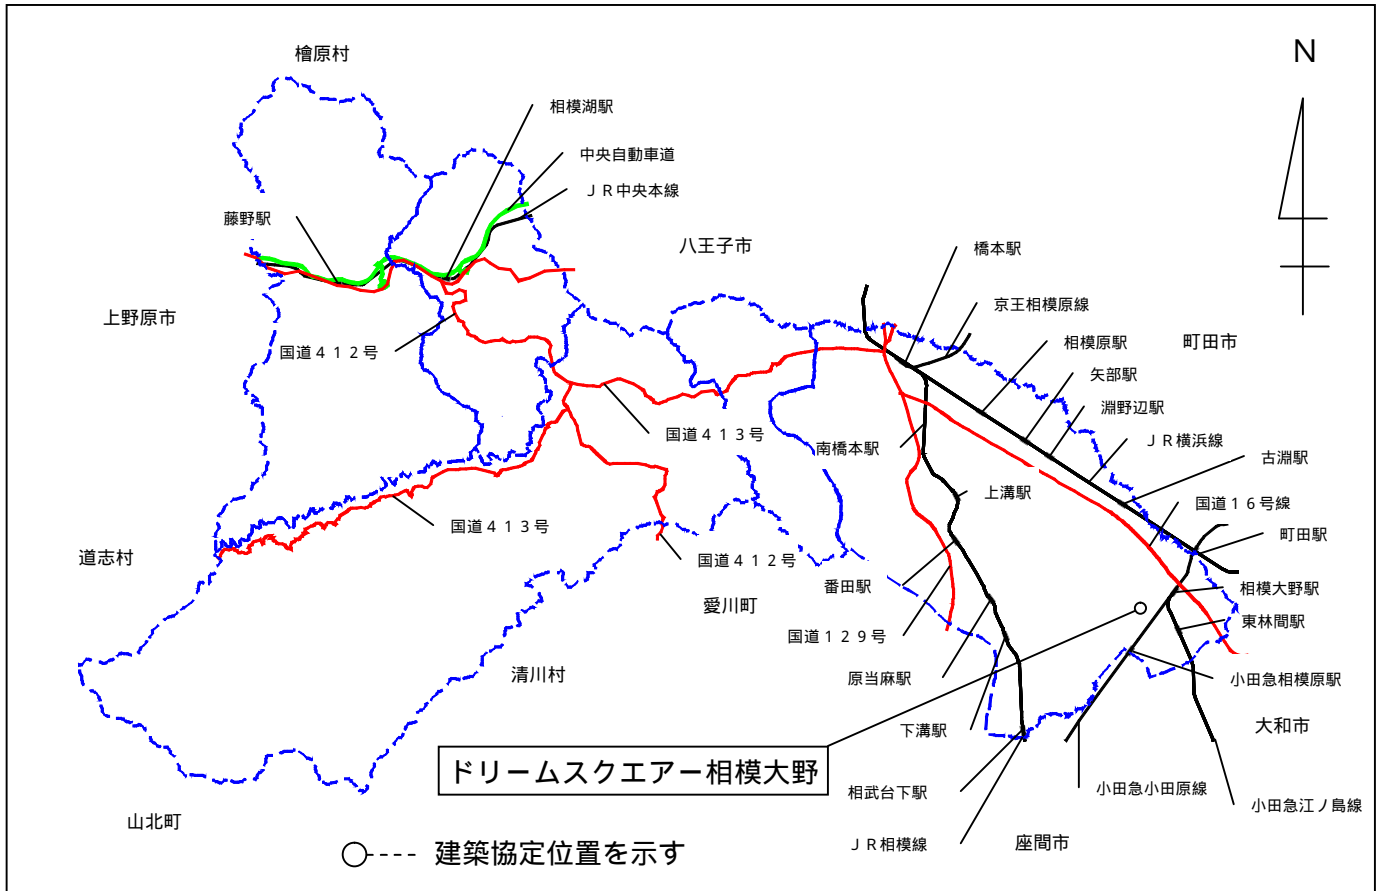 檜原村
N
相模湖駅
中央自動車道
ＪＲ中央本線
藤野駅
八王子市
橋本駅
京王相模原線
上野原市
相模原駅
町田市
国道４１２号
矢部駅
淵野辺駅
国道４１３号
南橋本駅
ＪＲ横浜線
古淵駅
上溝駅
国道１６号線
国道４１３号
町田駅
道志村
国道４１２号
番田駅
相模大野駅
愛川町
東林間駅
国道１２９号
清川村
原当麻駅
小田急相模原駅
下溝駅
大和市
ドリームスクエアー相模大野
相武台下駅
小田急小田原線
小田急江ノ島線
山北町
ＪＲ相模線
座間市
建築協定位置を示す